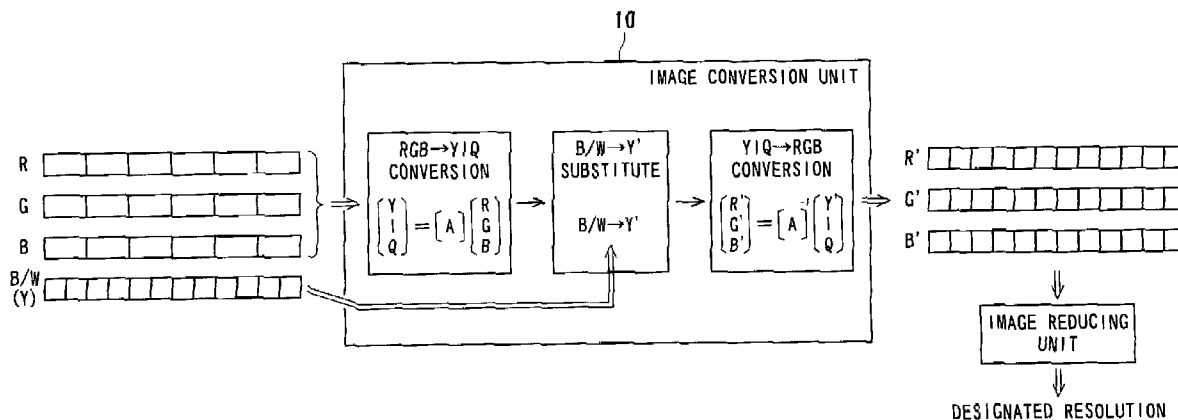 10
IMAGE CONVERSION UNIT
R
G
B
B/W
(Y)
RGB→YIQ
CONVERSION
Y
I
Q
=
A
R
G
B
B/W→Y'
SUBSTITUTE
B/W→Y'
YIQ→RGB
CONVERSION
R'
G'
B'
=
A
-1
Y'
I
Q
R'
G'
B'
IMAGE REDUCING
UNIT
DESIGNATED RESOLUTION